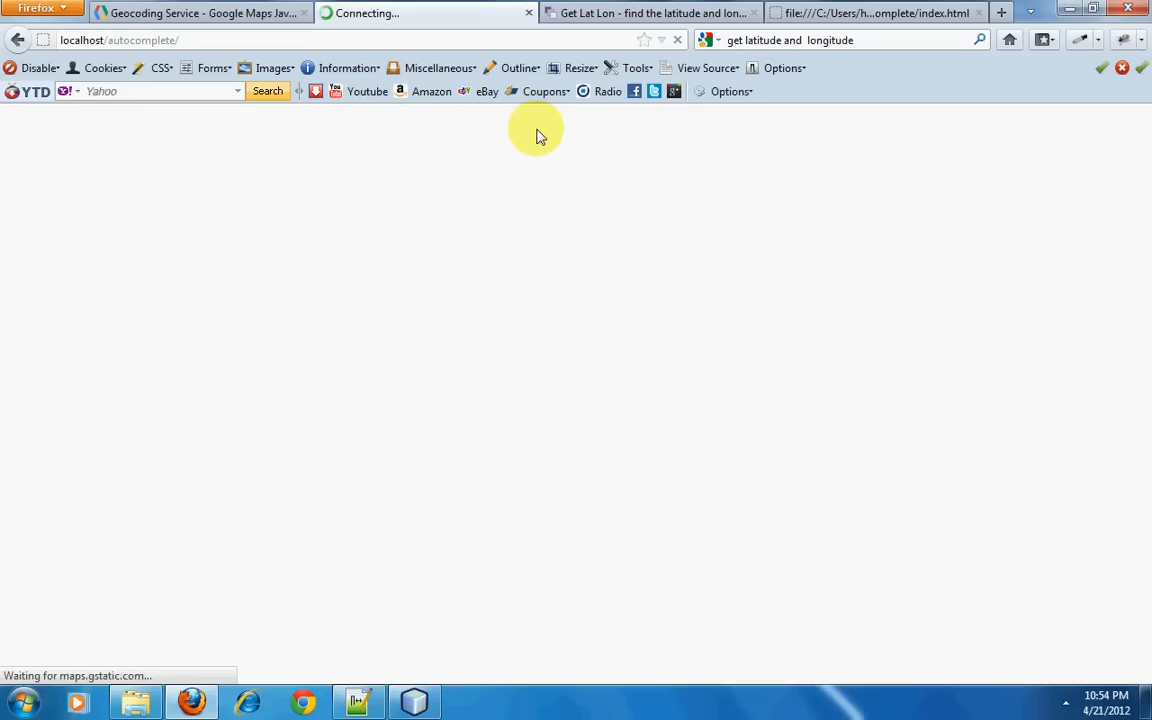 Firefox
Geocoding Service - Google Maps Jav...
Connecting...
Get Lat Lon - find the latitude and lon...
file:///C:/Users/h...omplete/index.html
localhost/autocomplete/
get latitude and longitude
Disable Cookies CSS Forms Images Information Miscellaneous Outline Resize Tools View Source Options
YTD Yahoo Search Youtube Amazon eBay Coupons Radio Options
Waiting for maps.gstatic.com...
10:54 PM
4/21/2012